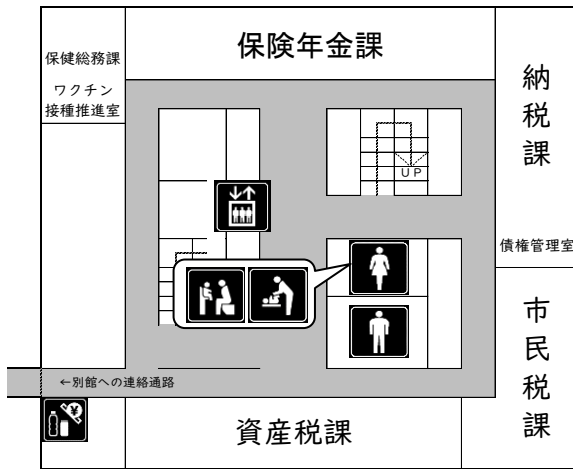 保健総務課
ワクチン
接種推進室
保険年金課
納税課
UP
債権管理室
市民税課
←別館への連絡通路
¥
資産税課